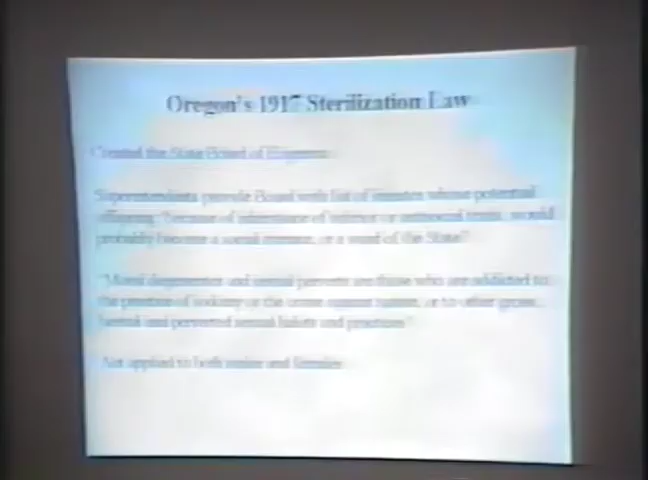 Oregon's 1917 Sterilization Law
Created the State Board of Eugenics
Superintendents provide Board with list of inmates whose potential
offspring "because of inheritance of inferior or antisocial traits, would
probably become a social menace, or a ward of the State"
"Moral degenerates and sexual perverts are those who are addicted to
the practice of sodomy or the crime against nature, or to other gross,
bestial and perverted sexual habits and practices"
Act applied to both males and females